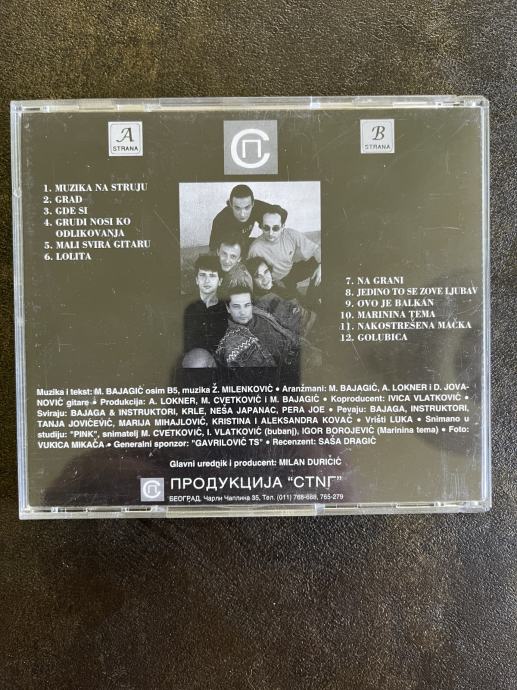 A
STRANA
СП
B
STRANA
1. MUZIKA NA STRUJU
2. GRAD
3. GDE SI
4. GRUDI NOSI KO
ODLIKOVANJA
5. MALI SVIRA GITARU
6. LOLITA
7. NA GRANI
8. JEDINO TO SE ZOVE LJUBAV
9. OVO JE BALKAN
10. MARININA TEMA
11. NAKOSTREŠENA MAČKA
12. GOLUBICA
Muzika i tekst: M. BAJAGIĆ osim B5, muzika Ž. MILENKOVIĆ • Aranžmani: M. BAJAGIĆ, A. LOKNER i D. JOVA-
NOVIĆ gitare • Produkcija: A. LOKNER, M. CVETKOVIĆ i M. BAJAGIĆ • Koproducent: IVICA VLATKOVIĆ •
Sviraju: BAJAGA & INSTRUKTORI, KRLE, NEŠA JAPANAC, PERA JOE • Pevaju: BAJAGA, INSTRUKTORI,
TANJA JOVIĆEVIĆ, MARIJA MIHAJLOVIĆ, KRISTINA I ALEKSANDRA KOVAČ • Vrišti LUKA • Snimano u
studiju: "PINK", snimatelj M. CVETKOVIĆ, I. VLATKOVIĆ (bubanj), IGOR BOROJEVIĆ (Marinina tema) • Foto:
VUKICA MIKAČA • Generalni sponzor: "GAVRILOVIĆ TS" • Recenzent: SAŠA DRAGIĆ
Glavni urednik i producent: MILAN ĐURIČIĆ
СП ПРОДУКЦИЈА "СТИГ"
БЕОГРАД, Чарли Чаплина 35, Тел. (011) 768-688, 765-279